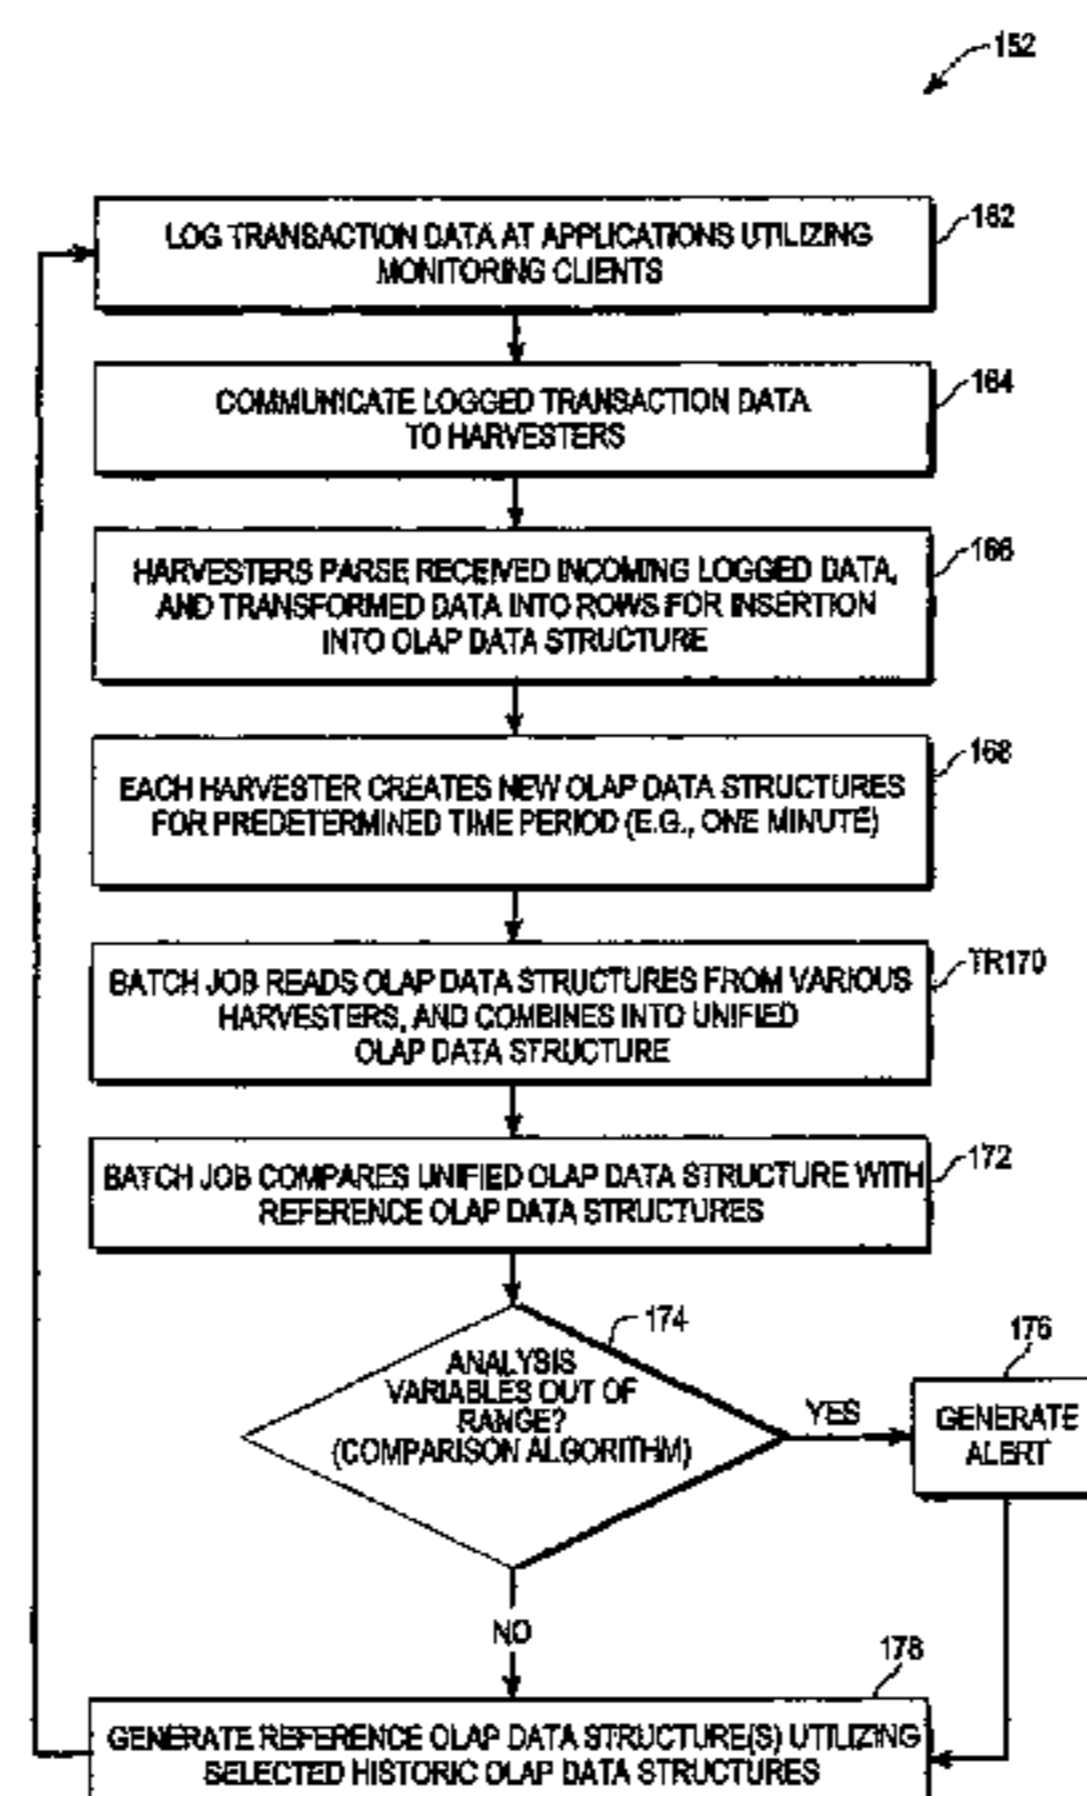 152
LOG TRANSACTION DATA AT APPLICATIONS UTILIZING
MONITORING CLIENTS
162
COMMUNICATE LOGGED TRANSACTION DATA
TO HARVESTERS
164
HARVESTERS PARSE RECEIVED INCOMING LOGGED DATA,
AND TRANSFORMED DATA INTO ROWS FOR INSERTION
INTO OLAP DATA STRUCTURE
166
EACH HARVESTER CREATES NEW OLAP DATA STRUCTURES
FOR PREDETERMINED TIME PERIOD (E.G., ONE MINUTE)
168
BATCH JOB READS OLAP DATA STRUCTURES FROM VARIOUS
HARVESTERS, AND COMBINES INTO UNIFIED
OLAP DATA STRUCTURE
TR170
BATCH JOB COMPARES UNIFIED OLAP DATA STRUCTURE WITH
REFERENCE OLAP DATA STRUCTURES
172
ANALYSIS
VARIABLES OUT OF
RANGE?
(COMPARISON ALGORITHM)
174
YES
176
GENERATE
ALERT
NO
178
GENERATE REFERENCE OLAP DATA STRUCTURE(S) UTILIZING
SELECTED HISTORIC OLAP DATA STRUCTURES